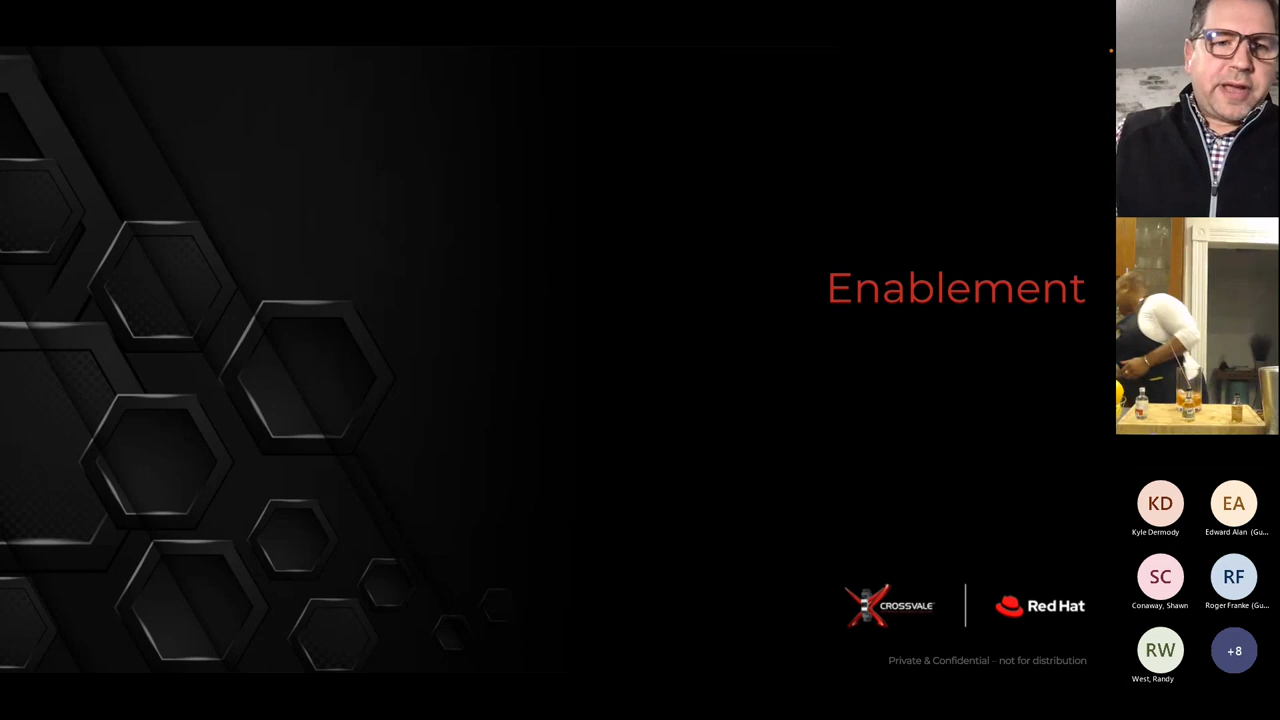 Enablement
CROSSVALE
Red Hat
Private & Confidential – not for distribution
KD
Kyle Dermody
EA
Edward Alan (Gu...
SC
Conaway, Shawn
RF
Roger Franke (Gu...
RW
West, Randy
+8